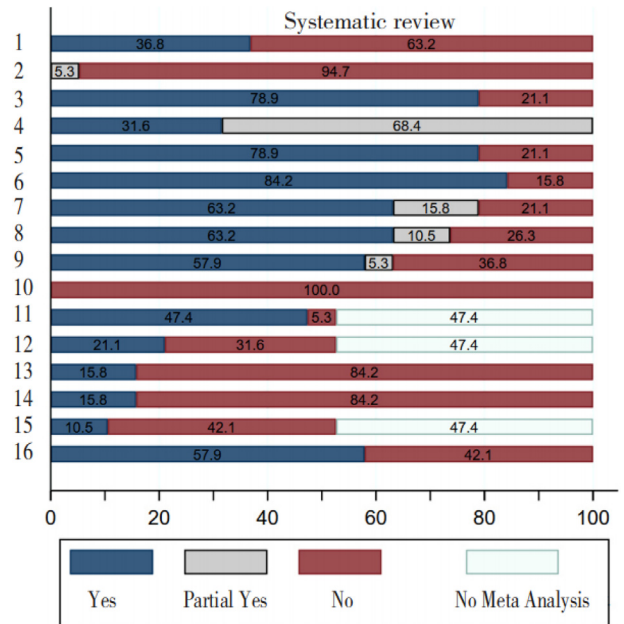 Systematic review
1 36.8 63.2
2 5.3 94.7
3 78.9 21.1
4 31.6 68.4
5 78.9 21.1
6 84.2 15.8
7 63.2 15.8 21.1
8 63.2 10.5 26.3
9 57.9 5.3 36.8
10 100.0
11 47.4 5.3 47.4
12 21.1 31.6 47.4
13 15.8 84.2
14 15.8 84.2
15 10.5 42.1 47.4
16 57.9 42.1
0 20 40 60 80 100
Yes Partial Yes No No Meta Analysis